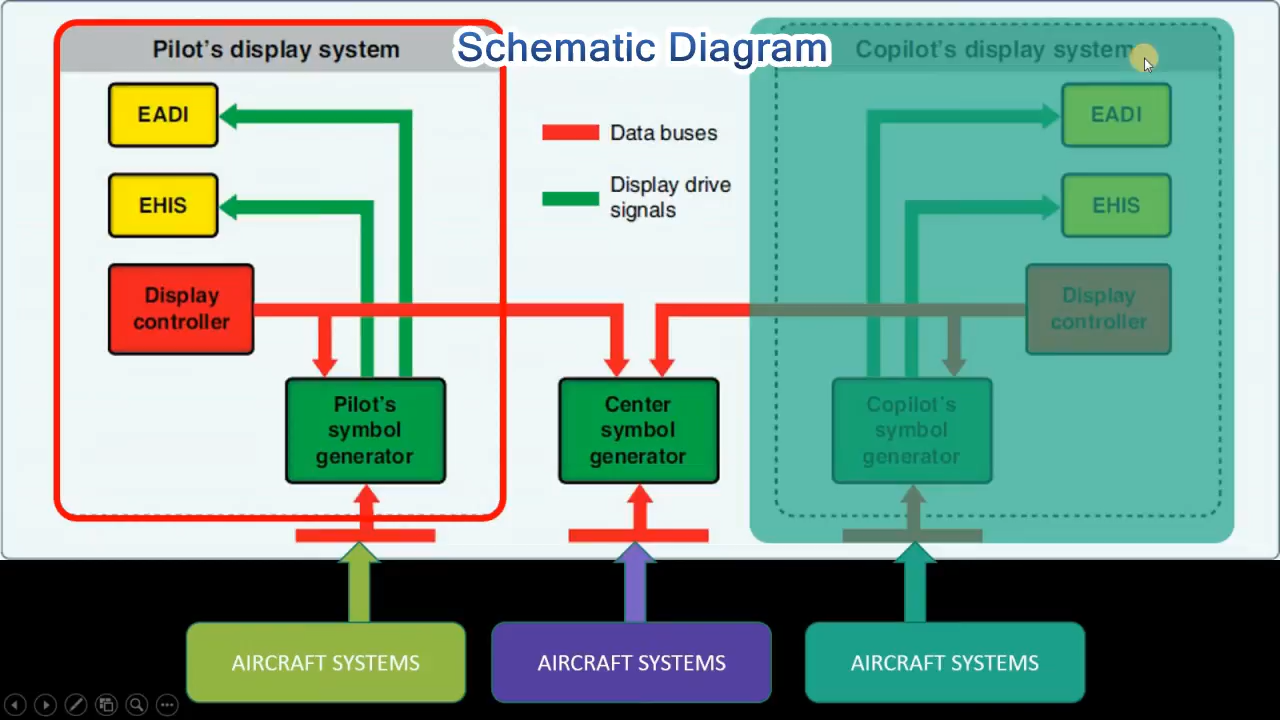 Schematic Diagram
Pilot’s display system
EADI
EHIS
Display
controller
Pilot’s
symbol
generator
Data buses
Display drive
signals
Center
symbol
generator
Copilot’s display system
EADI
EHIS
Display
controller
Copilot’s
symbol
generator
AIRCRAFT SYSTEMS
AIRCRAFT SYSTEMS
AIRCRAFT SYSTEMS